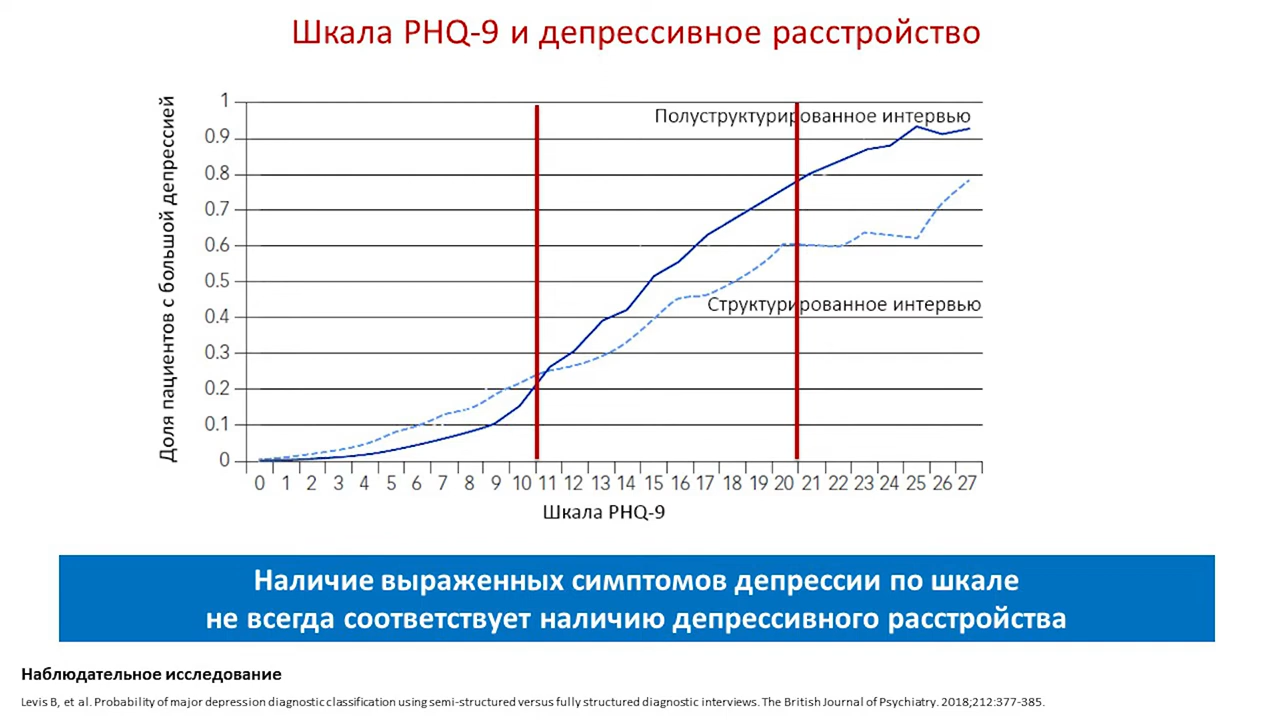 Шкала PHQ-9 и депрессивное расстройство
Доля пациентов с большой депрессией
1
0.9
0.8
0.7
0.6
0.5
0.4
0.3
0.2
0.1
0
Полуструктурированное интервью
Структурированное интервью
0 1 2 3 4 5 6 7 8 9 10 11 12 13 14 15 16 17 18 19 20 21 22 23 24 25 26 27
Шкала PHQ-9
Наличие выраженных симптомов депрессии по шкале
не всегда соответствует наличию депрессивного расстройства
Наблюдательное исследование
Levis B, et al. Probability of major depression diagnostic classification using semi-structured versus fully structured diagnostic interviews. The British Journal of Psychiatry. 2018;212:377-385.